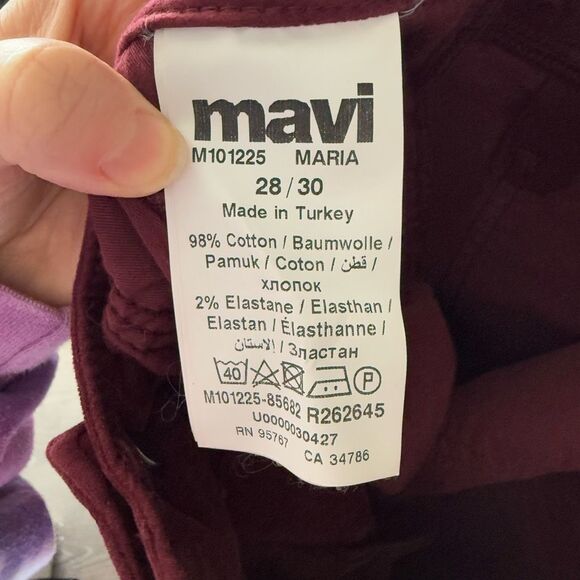 mavi
M101225 MARIA
28 / 30
Made in Turkey
98% Cotton / Baumwolle /
Pamuk / Coton / قطن /
хлопок
2% Elastane / Elasthan /
Elastan / Élasthanne /
الاستان / Эластан
40 P
M101225-85682 R262645
U0000030427
RN 95767 CA 34786